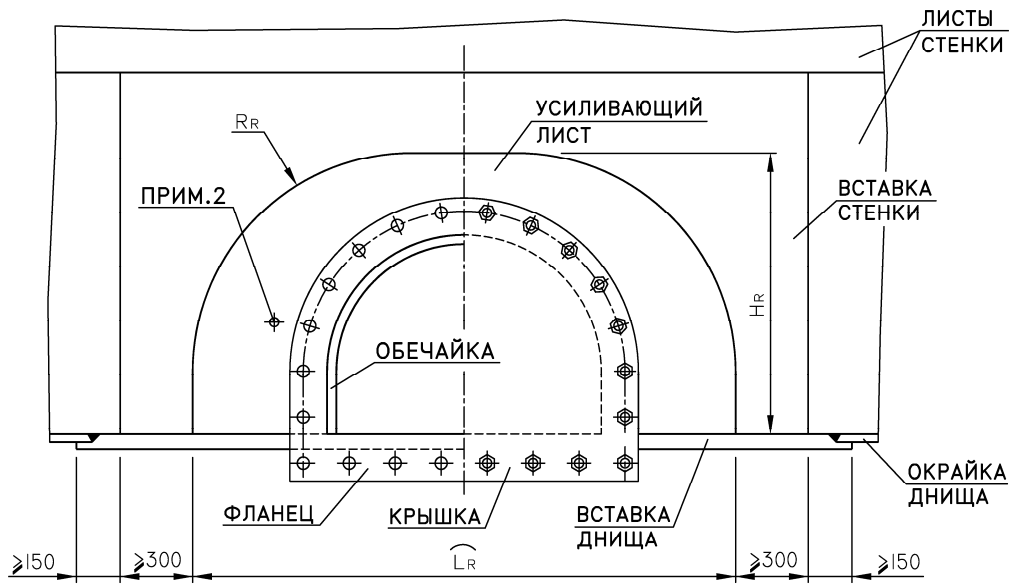 ЛИСТЫ
СТЕНКИ
УСИЛИВАЮЩИЙ
ЛИСТ
RR
ПРИМ.2
ВСТАВКА
СТЕНКИ
HR
ОБЕЧАЙКА
ОКРАЙКА
ДНИЩА
ФЛАНЕЦ
КРЫШКА
ВСТАВКА
ДНИЩА
⩾150
⩾300
LR
⩾300
⩾150